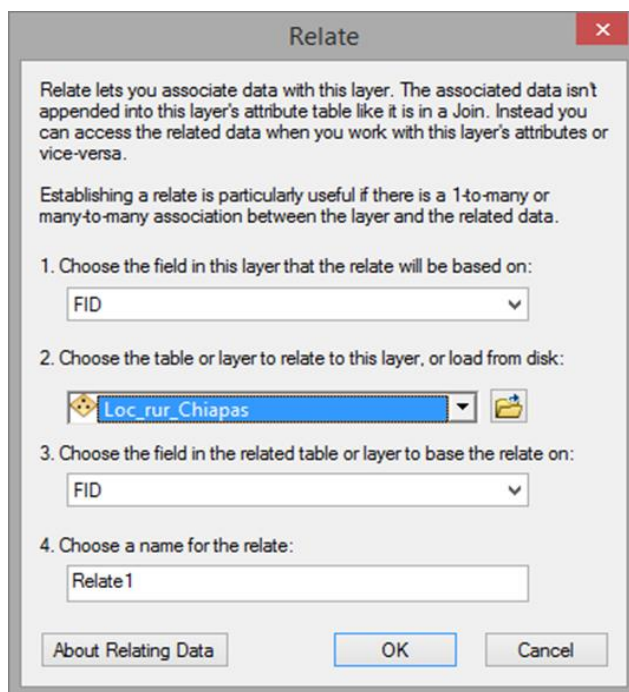 Relate
Relate lets you associate data with this layer. The associated data isn't
appended into this layer's attribute table like it is in a Join. Instead you
can access the related data when you work with this layer's attributes or
vice-versa.
Establishing a relate is particularly useful if there is a 1-to-many or
many-to-many association between the layer and the related data.
1. Choose the field in this layer that the relate will be based on:
FID
2. Choose the table or layer to relate to this layer, or load from disk:
Loc_rur_Chiapas
3. Choose the field in the related table or layer to base the relate on:
FID
4. Choose a name for the relate:
Relate1
About Relating Data
OK
Cancel